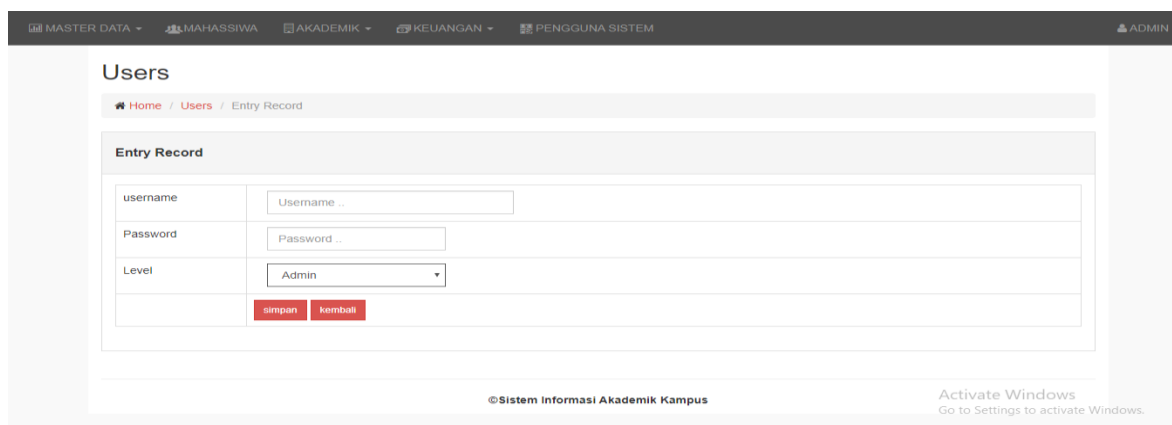 MASTER DATA MAHASSIWA AKADEMIK KEUANGAN PENGGUNA SISTEM ADMIN
Users
Home / Users / Entry Record
Entry Record
username Username ..
Password Password ..
Level Admin
simpan kembali
©Sistem Informasi Akademik Kampus
Activate Windows
Go to Settings to activate Windows.